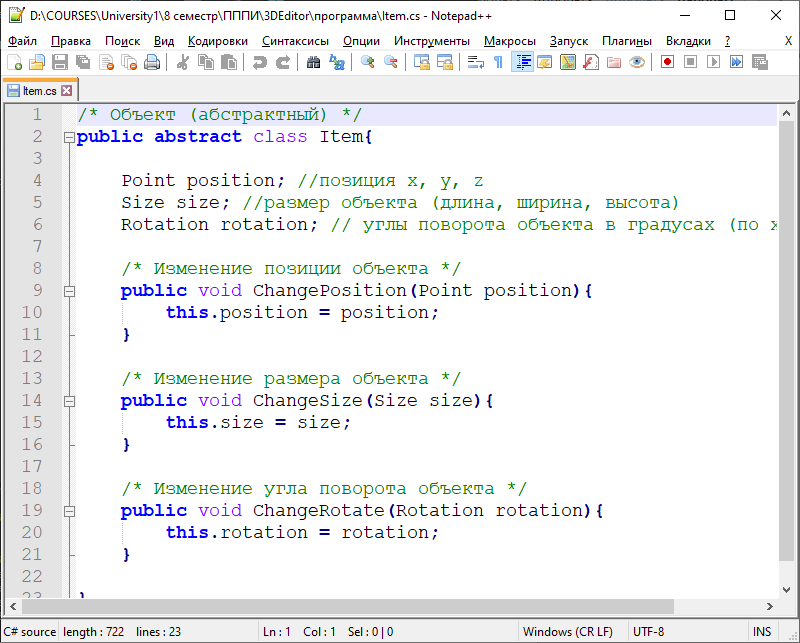 D:\COURSES\University1\8 семестр\ПППИ\3DEditor\программа\Item.cs - Notepad++
Файл Правка Поиск Вид Кодировки Синтаксисы Опции Инструменты Макросы Запуск Плагины Вкладки ? X
Item.cs
1 /* Объект (абстрактный) */
2 public abstract class Item{
3
4 Point position; //позиция x, y, z
5 Size size; //размер объекта (длина, ширина, высота)
6 Rotation rotation; // углы поворота объекта в градусах (по x
7
8 /* Изменение позиции объекта */
9 public void ChangePosition(Point position){
10 this.position = position;
11 }
12
13 /* Изменение размера объекта */
14 public void ChangeSize(Size size){
15 this.size = size;
16 }
17
18 /* Изменение угла поворота объекта */
19 public void ChangeRotate(Rotation rotation){
20 this.rotation = rotation;
21 }
22
23 }
C# source length : 722 lines : 23 Ln : 1 Col : 1 Sel : 0 | 0 Windows (CR LF) UTF-8 INS